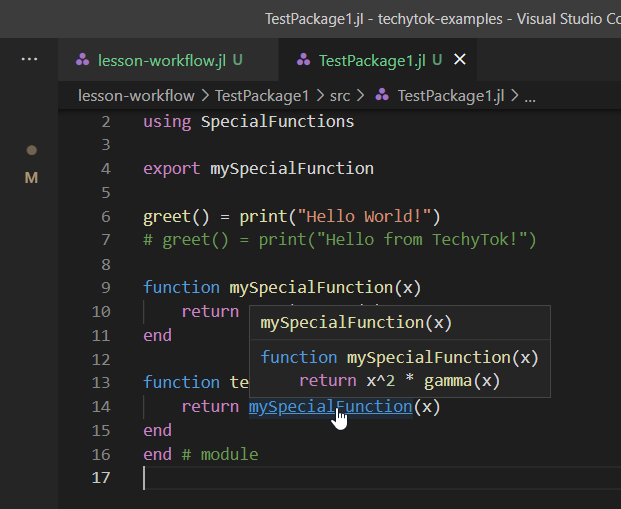 TestPackage1.jl - techytok-examples - Visual Studio
lesson-workflow.jl U
TestPackage1.jl U
lesson-workflow > TestPackage1 > src > TestPackage1.jl > ...
M
2 using SpecialFunctions
3
4 export mySpecialFunction
5
6 greet() = print("Hello World!")
7 # greet() = print("Hello from TechyTok!")
8
9 function mySpecialFunction(x)
10 return
11 end
12
13 function te
14 return mySpecialFunction(x)
15 end
16 end # module
17
mySpecialFunction(x)
function mySpecialFunction(x)
return x^2 * gamma(x)